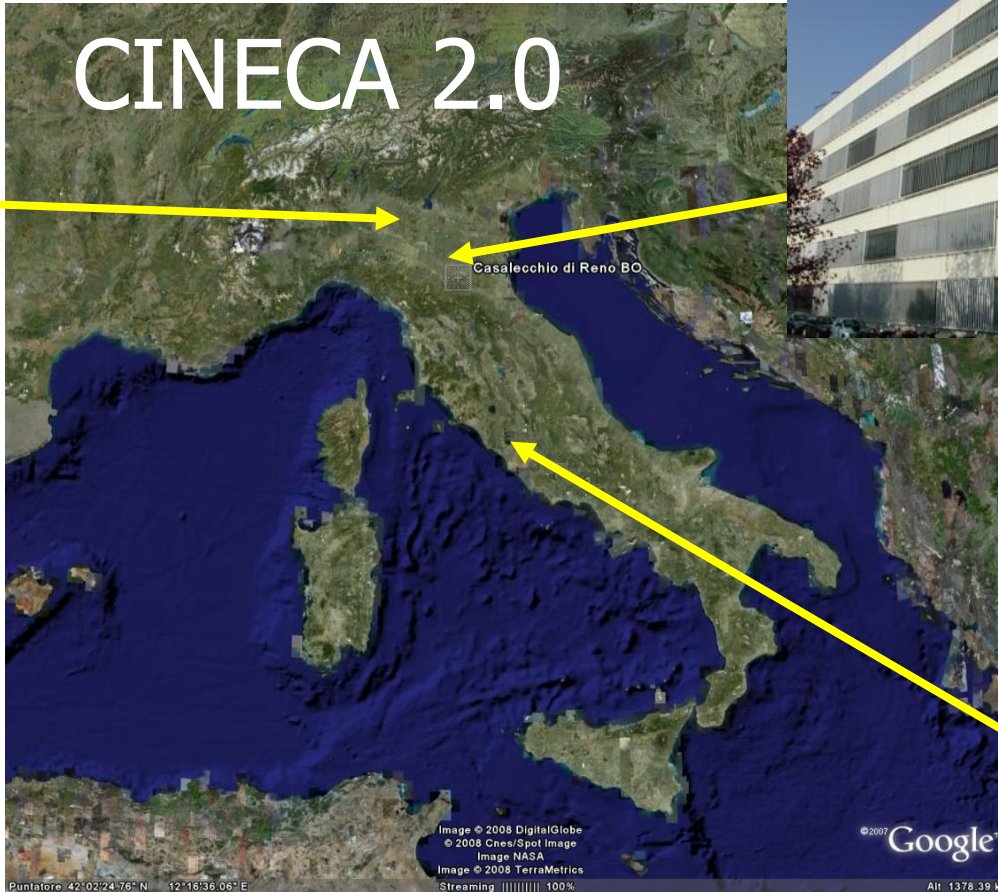 CINECA 2.0
Casalecchio di Reno BO
Image © 2008 DigitalGlobe
© 2008 Cnes/Spot Image
Image NASA
Image © 2008 TerraMetrics
©2007 Google™
Puntatore 42°02'24.76" N 12°16'36.06" E Streaming |||||||||| 100% Alt 1378.39